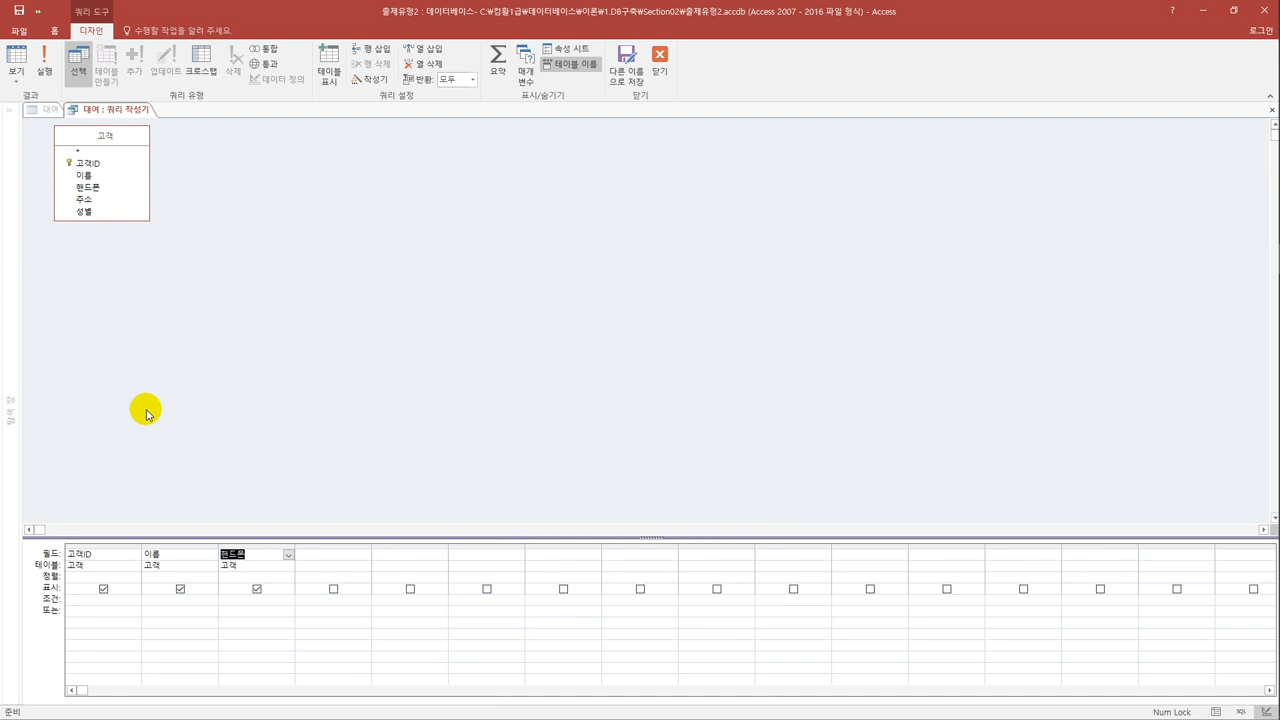 쿼리 도구
출제유형2 : 데이터베이스- C:₩컴활1급₩데이터베이스₩이론₩1.DB구축₩Section02₩출제유형2.accdb (Access 2007 - 2016 파일 형식) - Access
?
파일 홈 디자인 수행할 작업을 알려 주세요. 로그인
보기 실행 선택 테이블 만들기 추가 업데이트 크로스탭 삭제
통합
통과
데이터 정의
테이블 표시
행 삽입
행 삭제
작성기
열 삽입
열 삭제
반환: 모두
요약 매개 변수
속성 시트
테이블 이름
다른 이름으로 저장 닫기
결과 쿼리 유형 쿼리 설정 표시/숨기기 닫기
대여 대여 : 쿼리 작성기
고객
*
고객ID
이름
핸드폰
주소
성별
탐색 창
필드: 고객ID 이름 핸드폰
테이블: 고객 고객 고객
정렬:
표시:
조건:
또는:
준비 Num Lock SQL